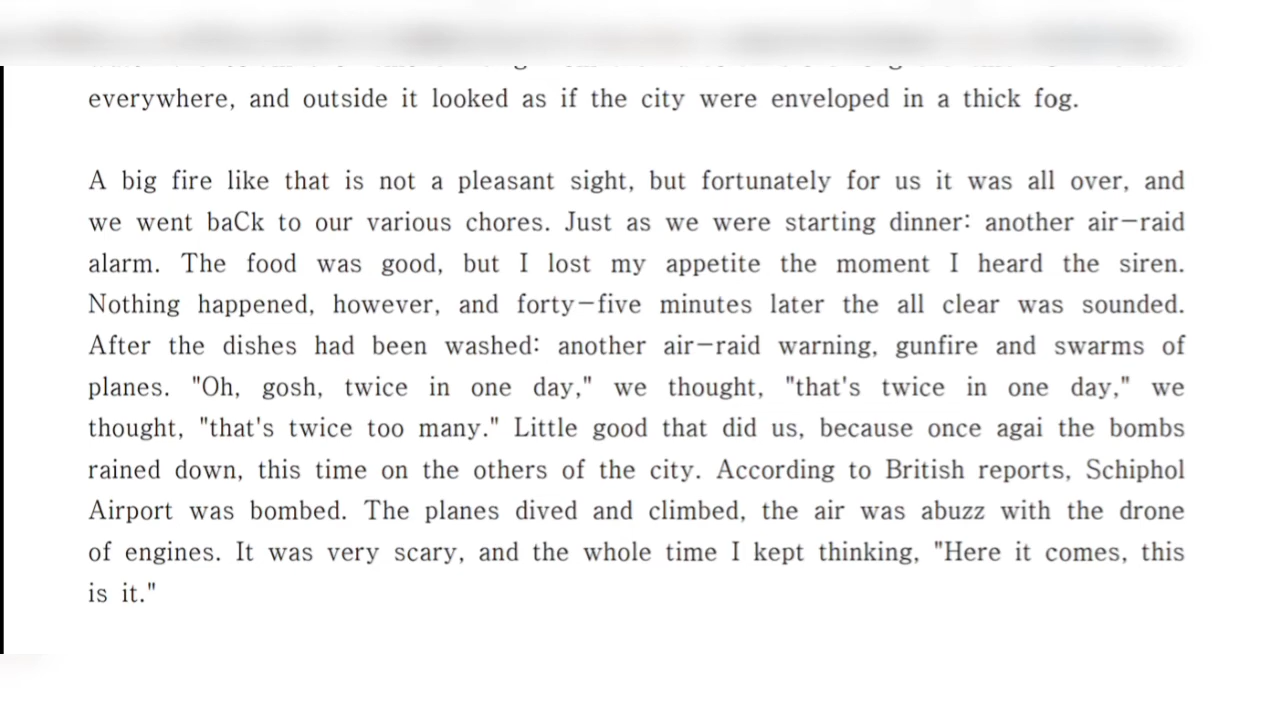 everywhere, and outside it looked as if the city were enveloped in a thick fog.
A big fire like that is not a pleasant sight, but fortunately for us it was all over, and
we went baCk to our various chores. Just as we were starting dinner: another air-raid
alarm. The food was good, but I lost my appetite the moment I heard the siren.
Nothing happened, however, and forty-five minutes later the all clear was sounded.
After the dishes had been washed: another air-raid warning, gunfire and swarms of
planes. "Oh, gosh, twice in one day," we thought, "that's twice in one day," we
thought, "that's twice too many." Little good that did us, because once agai the bombs
rained down, this time on the others of the city. According to British reports, Schiphol
Airport was bombed. The planes dived and climbed, the air was abuzz with the drone
of engines. It was very scary, and the whole time I kept thinking, "Here it comes, this
is it."